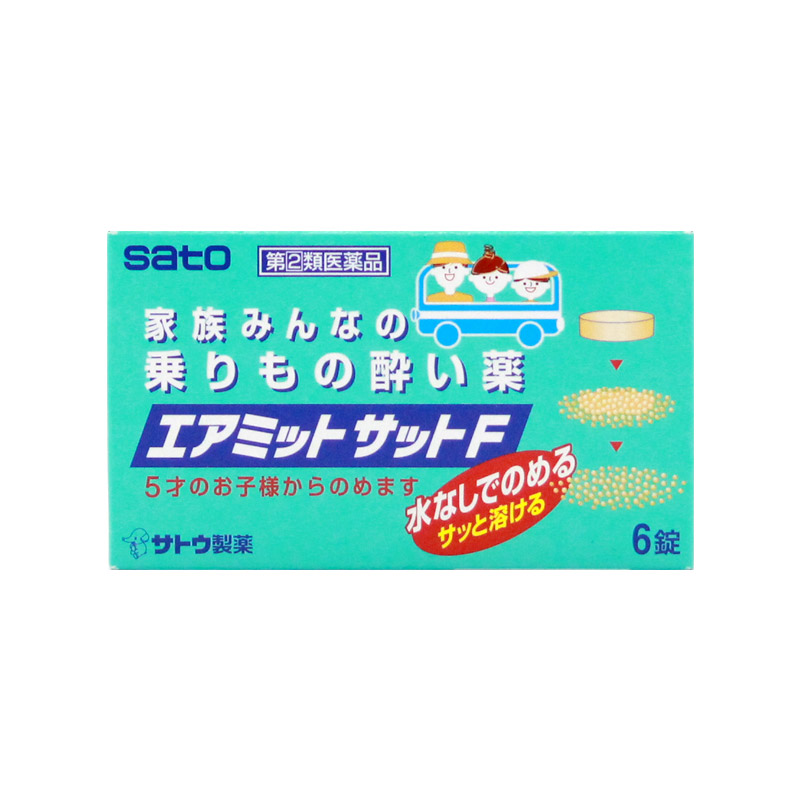 sato
第②類医薬品
家族みんなの
乗りもの酔い薬
エアミットサットF
5才のお子様からのめます
水なしでのめる
サッと溶ける
サトウ製薬
6錠